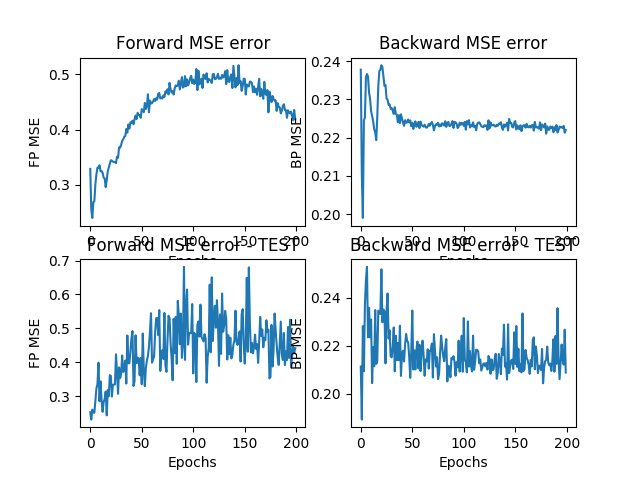 Forward MSE error
Backward MSE error
FP MSE
0.5
0.4
0.3
0 50 100 150 200
Epochs
BP MSE
0.24
0.23
0.22
0.21
0.20
0 50 100 150 200
Epochs
Forward MSE error - TEST
Backward MSE error - TEST
FP MSE
0.7
0.6
0.5
0.4
0.3
0 50 100 150 200
Epochs
BP MSE
0.24
0.22
0.20
0 50 100 150 200
Epochs